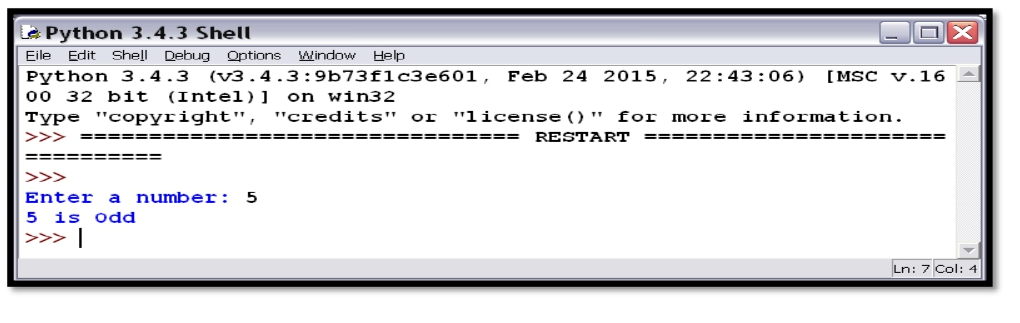 Python 3.4.3 Shell
File Edit Shell Debug Options Window Help
Python 3.4.3 (v3.4.3:9b73f1c3e601, Feb 24 2015, 22:43:06) [MSC v.16
00 32 bit (Intel)] on win32
Type "copyright", "credits" or "license()" for more information.
>>> ================================ RESTART ======================
==========
>>>
Enter a number: 5
5 is Odd
>>>
Ln: 7 Col: 4